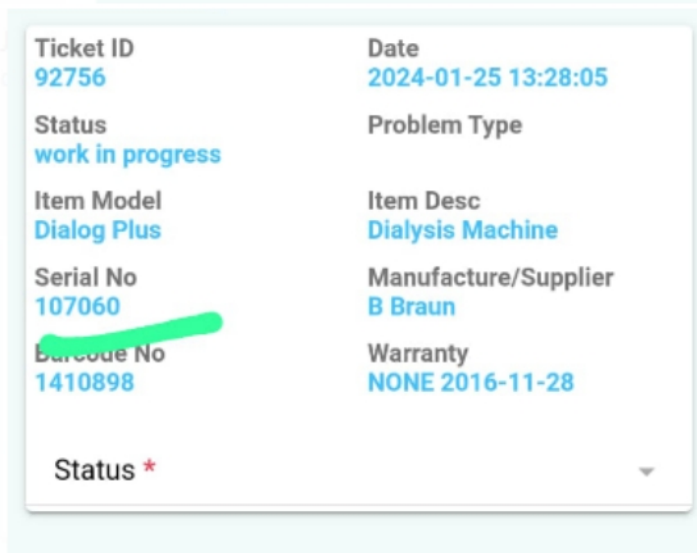 Ticket ID
92756
Date
2024-01-25 13:28:05
Status
work in progress
Problem Type
Item Model
Dialog Plus
Item Desc
Dialysis Machine
Serial No
107060
Manufacture/Supplier
B Braun
Barcode No
1410898
Warranty
NONE 2016-11-28
Status *